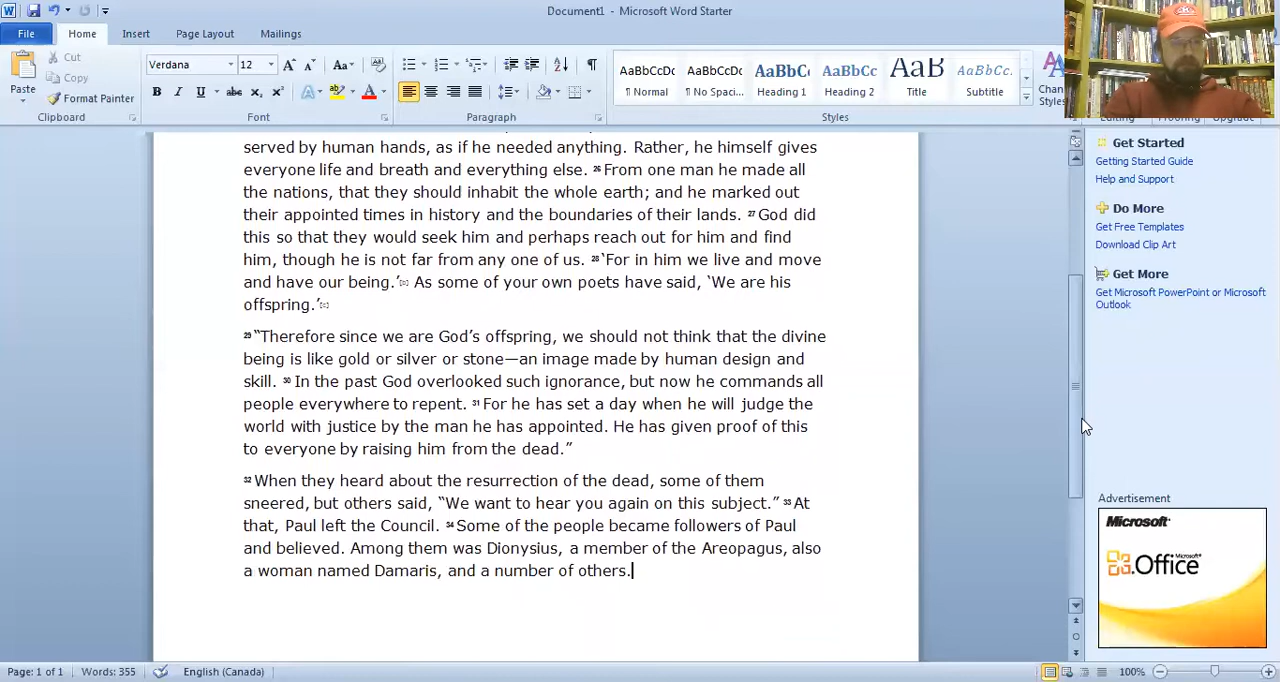 Document1 - Microsoft Word Starter
File Home Insert Page Layout Mailings
Paste
Cut
Copy
Format Painter
Clipboard
Verdana 12
Font
Paragraph
AaBbCcDc AaBbCcDc AaBbC AaBbCc AaB AaBbCc.
¶ Normal ¶ No Spaci... Heading 1 Heading 2 Title Subtitle
Styles
served by human hands, as if he needed anything. Rather, he himself gives
everyone life and breath and everything else. 26 From one man he made all
the nations, that they should inhabit the whole earth; and he marked out
their appointed times in history and the boundaries of their lands. 27 God did
this so that they would seek him and perhaps reach out for him and find
him, though he is not far from any one of us. 28 ‘For in him we live and move
and have our being.’ As some of your own poets have said, ‘We are his
offspring.’
29 “Therefore since we are God’s offspring, we should not think that the divine
being is like gold or silver or stone—an image made by human design and
skill. 30 In the past God overlooked such ignorance, but now he commands all
people everywhere to repent. 31 For he has set a day when he will judge the
world with justice by the man he has appointed. He has given proof of this
to everyone by raising him from the dead.”
32 When they heard about the resurrection of the dead, some of them
sneered, but others said, “We want to hear you again on this subject.” 33 At
that, Paul left the Council. 34 Some of the people became followers of Paul
and believed. Among them was Dionysius, a member of the Areopagus, also
a woman named Damaris, and a number of others.
Get Started
Getting Started Guide
Help and Support
Do More
Get Free Templates
Download Clip Art
Get More
Get Microsoft PowerPoint or Microsoft
Outlook
Advertisement
Microsoft
Office
Page: 1 of 1 Words: 355 English (Canada) 100%